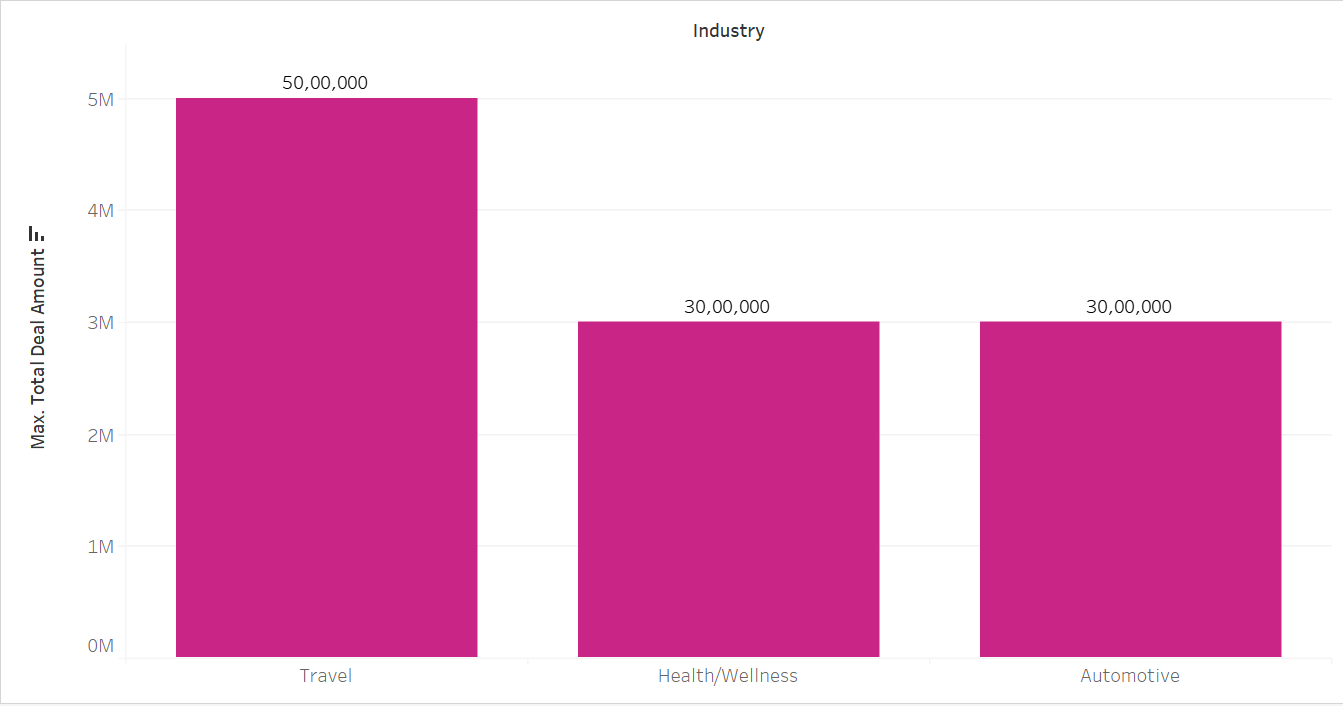 Industry
50,00,000
5M
4M
30,00,000
30,00,000
3M
2M
1M
0M
Max. Total Deal Amount
Travel
Health/Wellness
Automotive